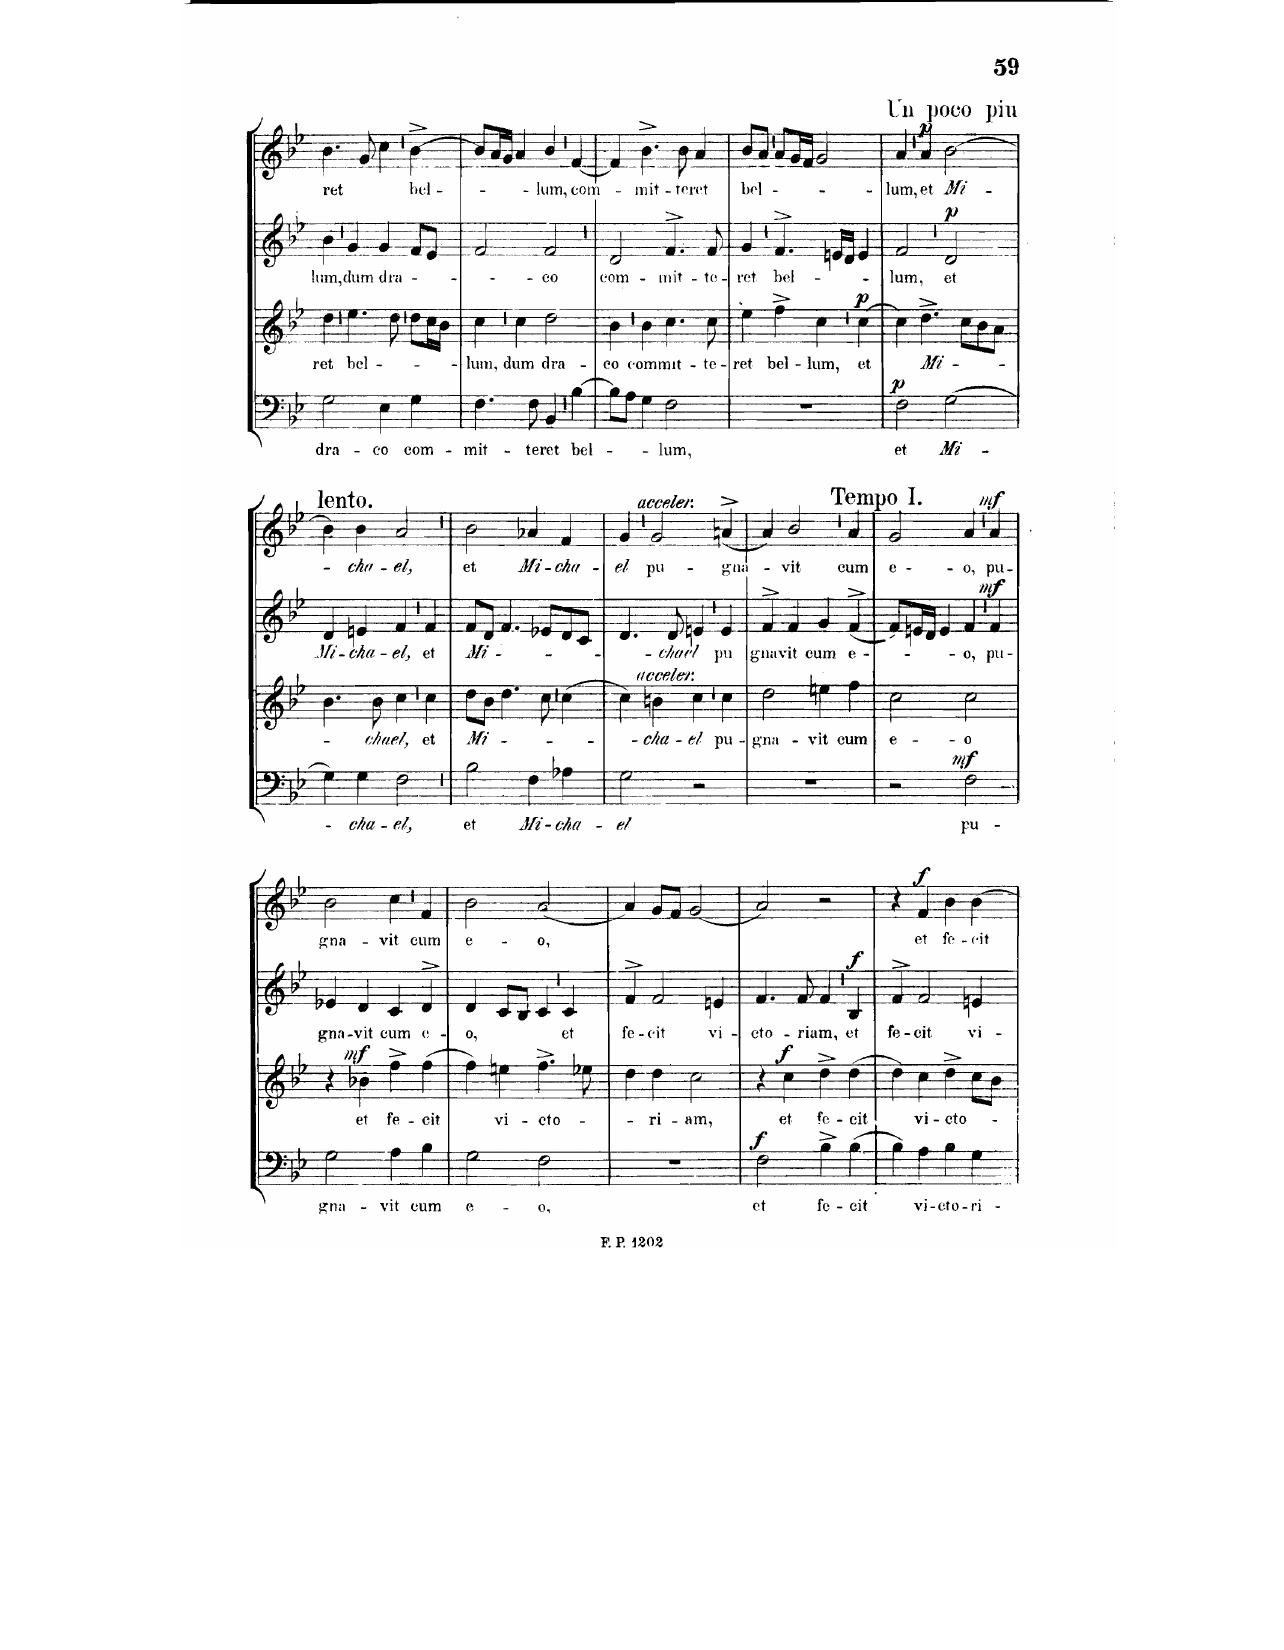 59
Un poco piu
p
ret bel - - - lum, com - mit - teret bel - - - lum, et Mi -
p
lum, dum dra - - - co com - mit - te - ret bel - - - lum, et
p
ret bel - - - lum, dum dra - co commit - te - ret bel - lum, et Mi - - -
p
dra - co com - mit - teret bel - - lum, et Mi -
lento. acceler. Tempo I. mf
- cha - el, et Mi - cha - el pu - gna - vit cum e - - o, pu -
mf
Mi - cha - el, et Mi - - - - chael pu gnavit cum e - - - o, pu -
acceler.
- chael, et Mi - - - - cha - el pu - gna - vit cum e - - o
mf
- cha - el, et Mi - cha - el pu -
f
gna - vit cum e - o, et fe - cit
f
gna - vit cum e - o, et fe - cit vi - cto - riam, et fe - cit vi -
mf f
et fe - cit vi - cto - - ri - am, et fe - cit vi - cto - -
f
gna - vit cum e - o, et fe - cit vi - cto - ri -
F. P. 1202